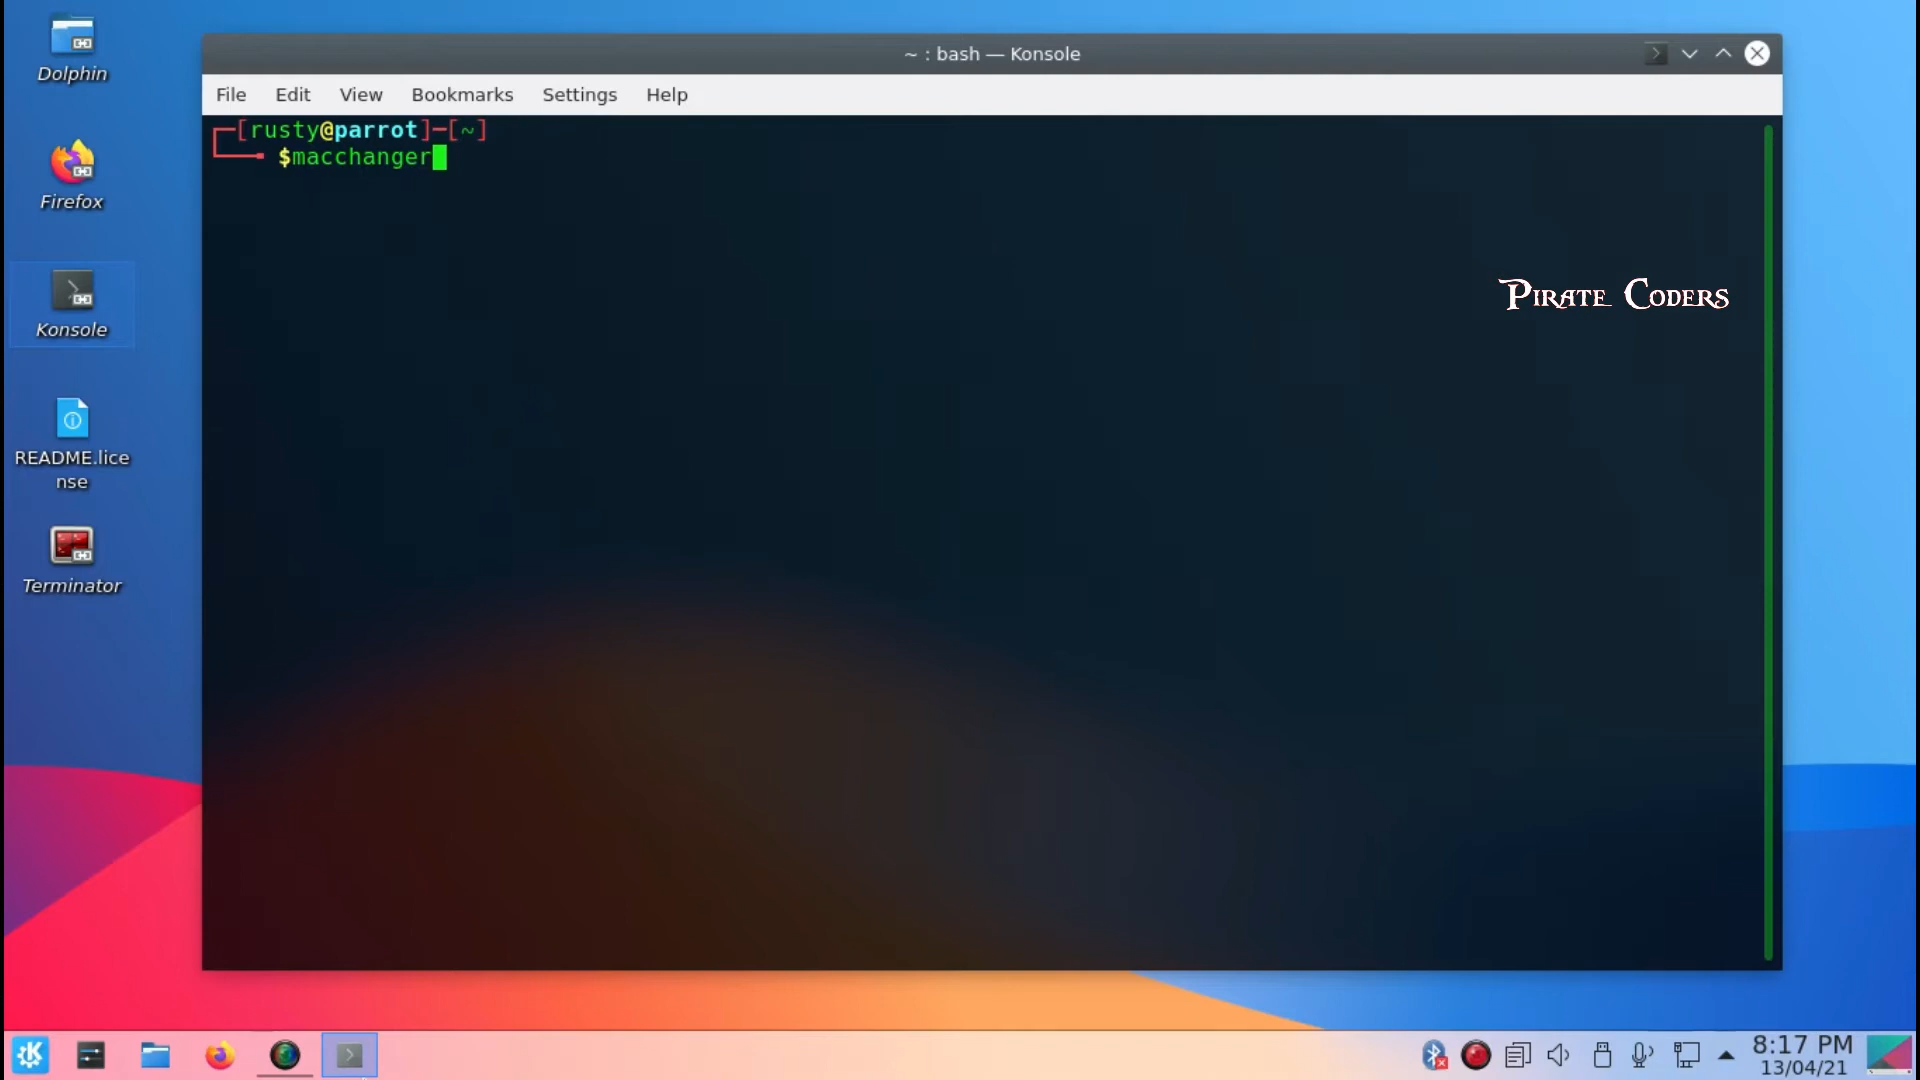 ~ : bash — Konsole
File Edit View Bookmarks Settings Help
[rusty@parrot]─[~]
$macchanger
Pirate Coders
Dolphin
Firefox
Konsole
README.lice
nse
Terminator
8:17 PM
13/04/21